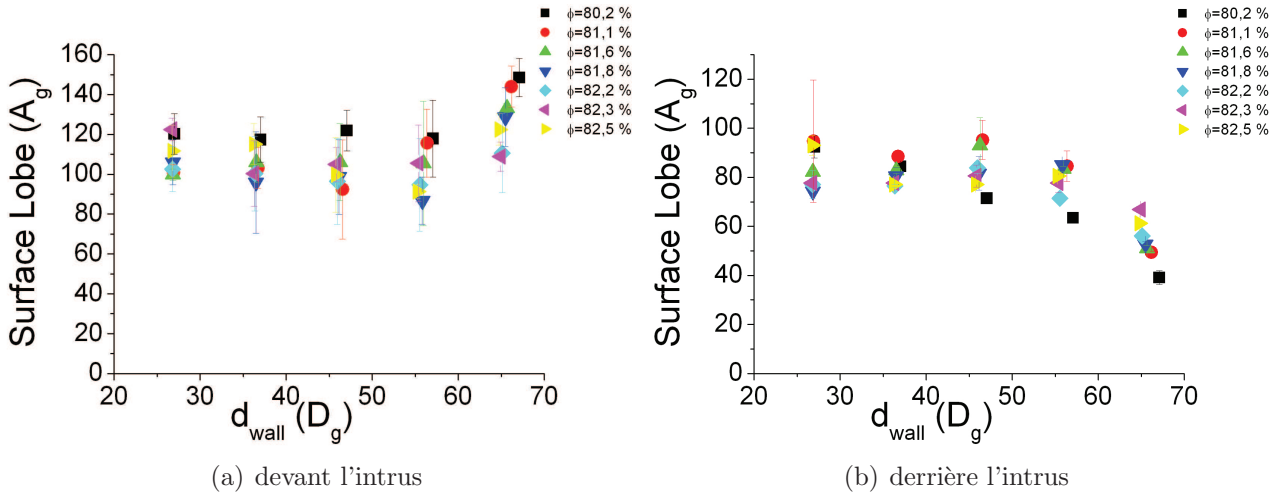 ϕ=80,2 %
ϕ=81,1 %
ϕ=81,6 %
ϕ=81,8 %
ϕ=82,2 %
ϕ=82,3 %
ϕ=82,5 %
160
140
120
100
80
60
40
20
0
Surface Lobe (A_g)
20 30 40 50 60 70
d_wall (D_g)
(a) devant l'intrus
ϕ=80,2 %
ϕ=81,1 %
ϕ=81,6 %
ϕ=81,8 %
ϕ=82,2 %
ϕ=82,3 %
ϕ=82,5 %
120
100
80
60
40
20
0
Surface Lobe (A_g)
20 30 40 50 60 70
d_wall (D_g)
(b) derrière l'intrus